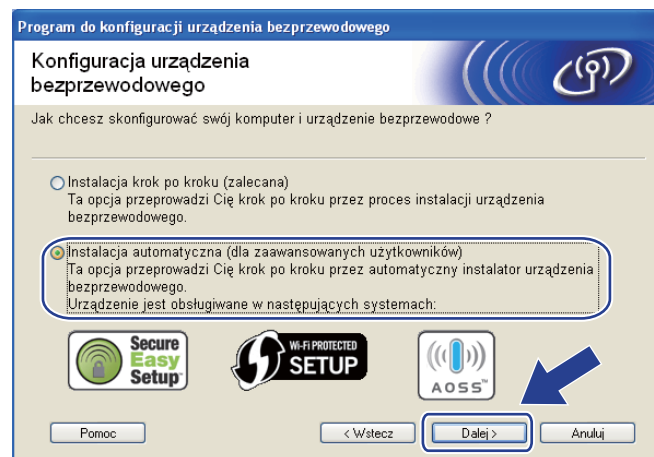 Program do konfiguracji urządzenia bezprzewodowego
Konfiguracja urządzenia
bezprzewodowego
Jak chcesz skonfigurować swój komputer i urządzenie bezprzewodowe ?
Instalacja krok po kroku (zalecana)
Ta opcja przeprowadzi Cię krok po kroku przez proces instalacji urządzenia
bezprzewodowego.
Instalacja automatyczna (dla zaawansowanych użytkowników)
Ta opcja przeprowadzi Cię krok po kroku przez automatyczny instalator urządzenia
bezprzewodowego.
Urządzenie jest obsługiwane w następujących systemach:
Secure
Easy
Setup
Wi-Fi PROTECTED
SETUP
AOSS™
Pomoc
< Wstecz
Dalej >
Anuluj